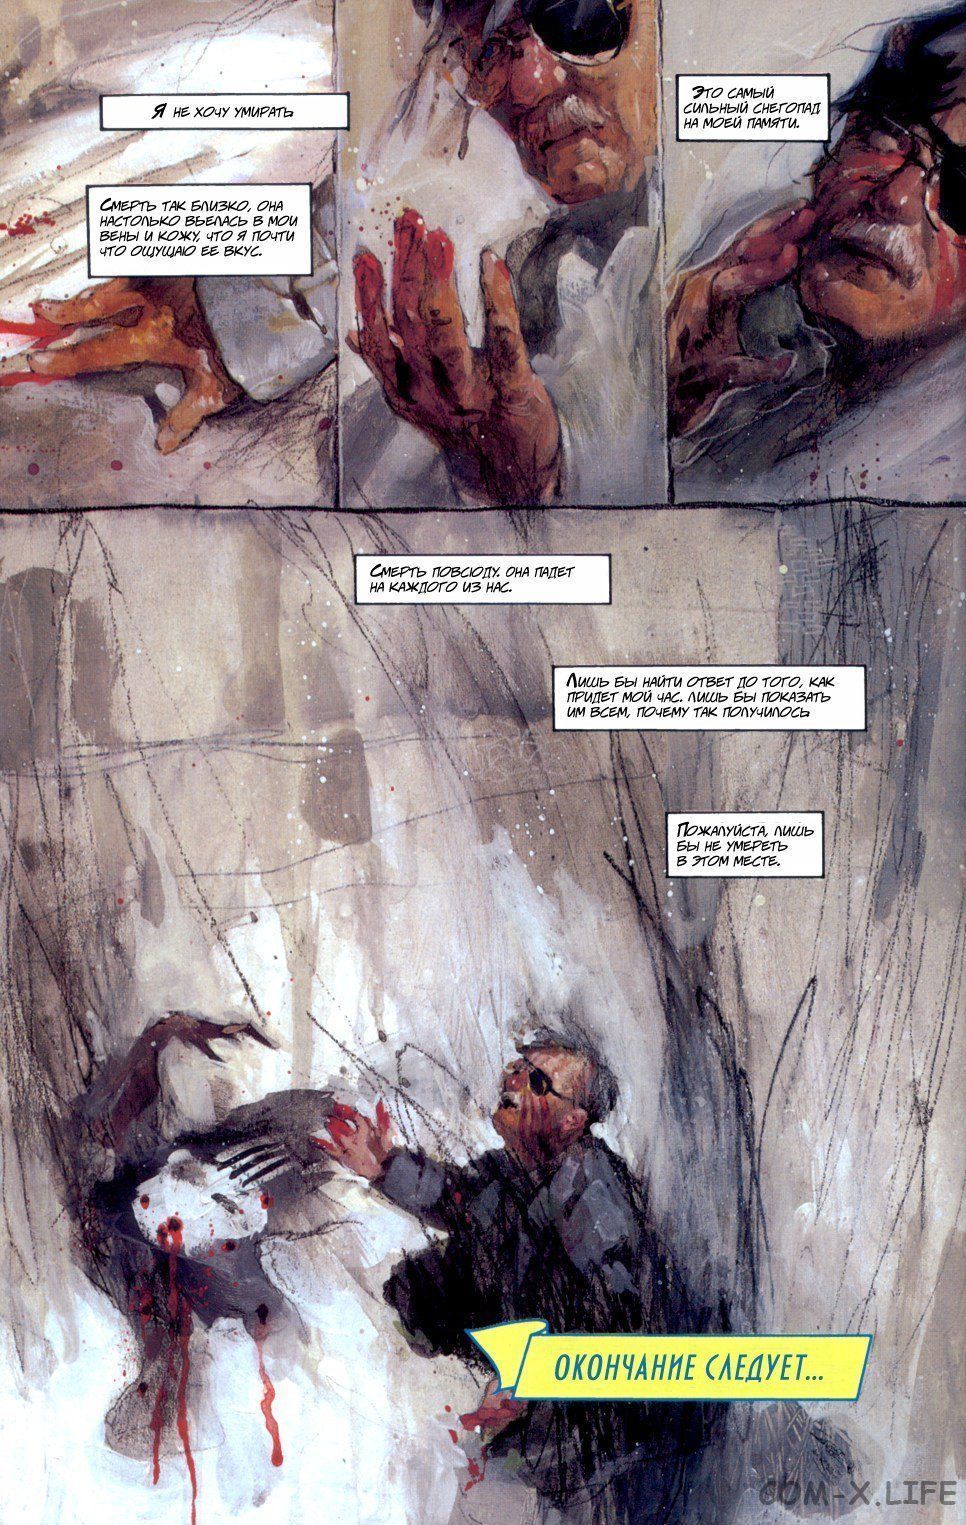 Я не хочу умирать
Смерть так близко, она
настолько въелась в мои
вены и кожу, что я почти
что ощущаю ее вкус.
Это самый
сильный снегопад
на моей памяти.
Смерть повсюду. она падет
на каждого из нас.
Лишь бы найти ответ до того, как
придет мой час. лишь бы показать
им всем, почему так получилось
Пожалуйста, лишь
бы не умереть
в этом месте.
ОКОНЧАНИЕ СЛЕДУЕТ...
COM-X.LIFE